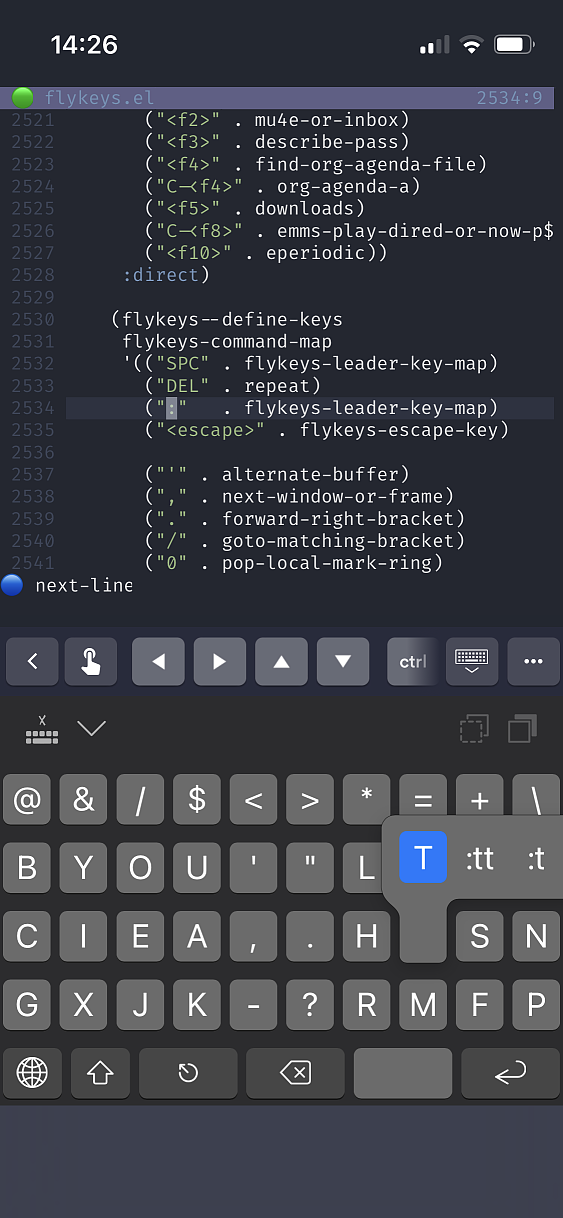 14:26
flykeys.el 2534:9
2521 ("<f2>" . mu4e-or-inbox)
2522 ("<f3>" . describe-pass)
2523 ("<f4>" . find-org-agenda-file)
2524 ("C-<f4>" . org-agenda-a)
2525 ("<f5>" . downloads)
2526 ("C-<f8>" . emms-play-dired-or-now-p$
2527 ("<f10>" . eperiodic))
2528 :direct)
2529
2530 (flykeys--define-keys
2531 flykeys-command-map
2532 '(("SPC" . flykeys-leader-key-map)
2533 ("DEL" . repeat)
2534 (":" . flykeys-leader-key-map)
2535 ("<escape>" . flykeys-escape-key)
2536
2537 ("'" . alternate-buffer)
2538 ("," . next-window-or-frame)
2539 ("." . forward-right-bracket)
2540 ("/" . goto-matching-bracket)
2541 ("0" . pop-local-mark-ring)
next-line
ctrl
X
@ & / $ < > * = + \
B Y O U ' " L T :tt :t
C I E A , . H S N
G X J K - ? R M F P